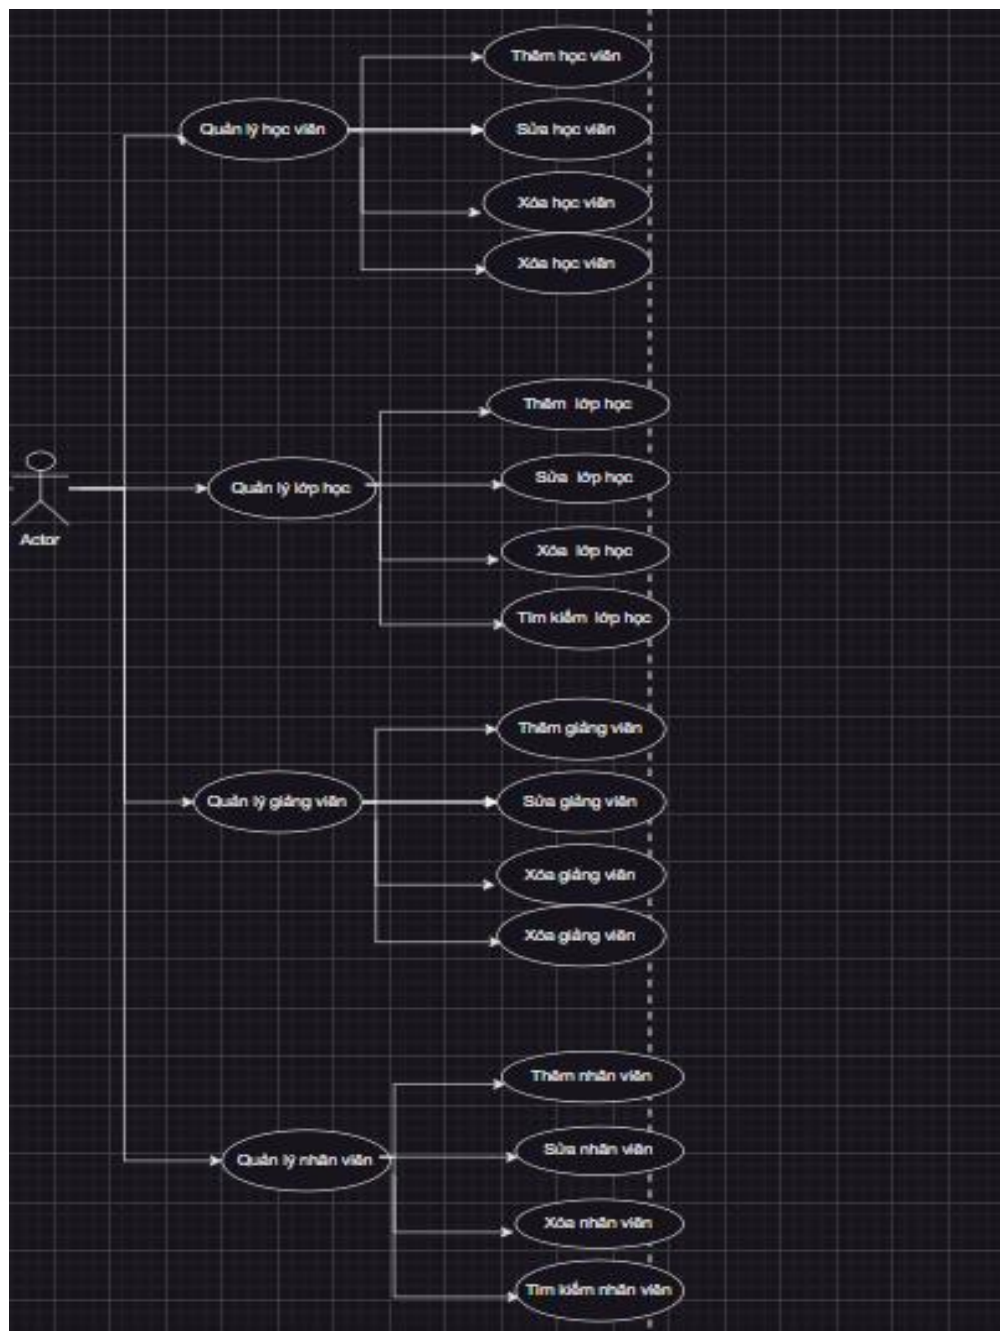 Thêm học viên
Quản lý học viên
Sửa học viên
Xóa học viên
Xóa học viên
Thêm lớp học
Sửa lớp học
Quản lý lớp học
Actor
Xóa lớp học
Tìm kiếm lớp học
Thêm giảng viên
Quản lý giảng viên
Sửa giảng viên
Xóa giảng viên
Xóa giảng viên
Thêm nhân viên
Sửa nhân viên
Quản lý nhân viên
Xóa nhân viên
Tìm kiếm nhân viên